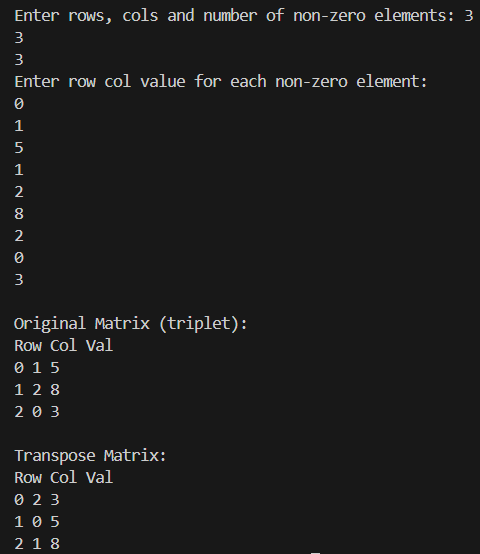 Enter rows, cols and number of non-zero elements: 3
3
3
Enter row col value for each non-zero element:
0
1
5
1
2
8
2
0
3

Original Matrix (triplet):
Row Col Val
0 1 5
1 2 8
2 0 3

Transpose Matrix:
Row Col Val
0 2 3
1 0 5
2 1 8